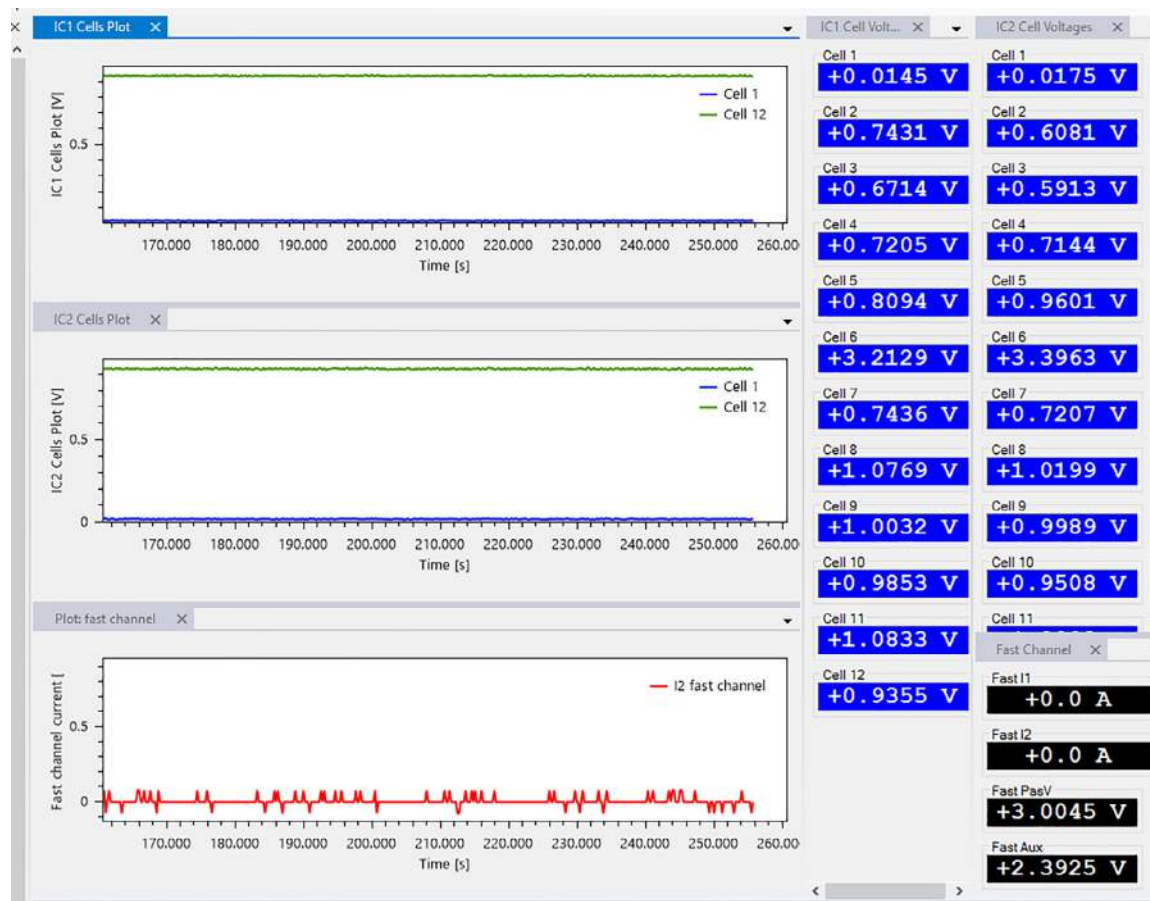 IC1 Cells Plot
IC1 Cells Plot [V]
0.5
Cell 1
Cell 12
170.000 180.000 190.000 200.000 210.000 220.000 230.000 240.000 250.000 260.00
Time [s]
IC2 Cells Plot
IC2 Cells Plot [V]
0.5
0
Cell 1
Cell 12
170.000 180.000 190.000 200.000 210.000 220.000 230.000 240.000 250.000 260.00
Time [s]
Plot: fast channel
Fast channel current [
0.5
0
I2 fast channel
170.000 180.000 190.000 200.000 210.000 220.000 230.000 240.000 250.000 260.00
Time [s]
IC1 Cell Volt...
Cell 1
+0.0145 V
Cell 2
+0.7431 V
Cell 3
+0.6714 V
Cell 4
+0.7205 V
Cell 5
+0.8094 V
Cell 6
+3.2129 V
Cell 7
+0.7436 V
Cell 8
+1.0769 V
Cell 9
+1.0032 V
Cell 10
+0.9853 V
Cell 11
+1.0833 V
Cell 12
+0.9355 V
IC2 Cell Voltages
Cell 1
+0.0175 V
Cell 2
+0.6081 V
Cell 3
+0.5913 V
Cell 4
+0.7144 V
Cell 5
+0.9601 V
Cell 6
+3.3963 V
Cell 7
+0.7207 V
Cell 8
+1.0199 V
Cell 9
+0.9989 V
Cell 10
+0.9508 V
Cell 11
Fast Channel
Fast I1
+0.0 A
Fast I2
+0.0 A
Fast PasV
+3.0045 V
Fast Aux
+2.3925 V